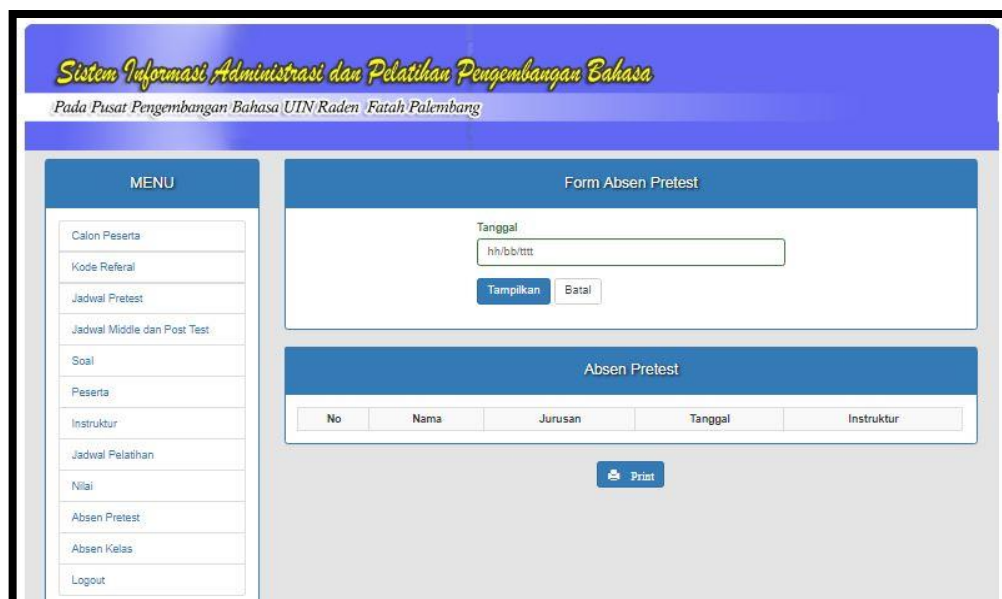 Sistem Informasi Administrasi dan Pelatihan Pengembangan Bahasa
Pada Pusat Pengembangan Bahasa UIN Raden Fatah Palembang
MENU
Calon Peserta
Kode Referal
Jadwal Pretest
Jadwal Middle dan Post Test
Soal
Peserta
Instruktur
Jadwal Pelatihan
Nilai
Absen Pretest
Absen Kelas
Logout
Form Absen Pretest
Tanggal
hh/bb/tttt
Tampilkan Batal
Absen Pretest
No Nama Jurusan Tanggal Instruktur
Print